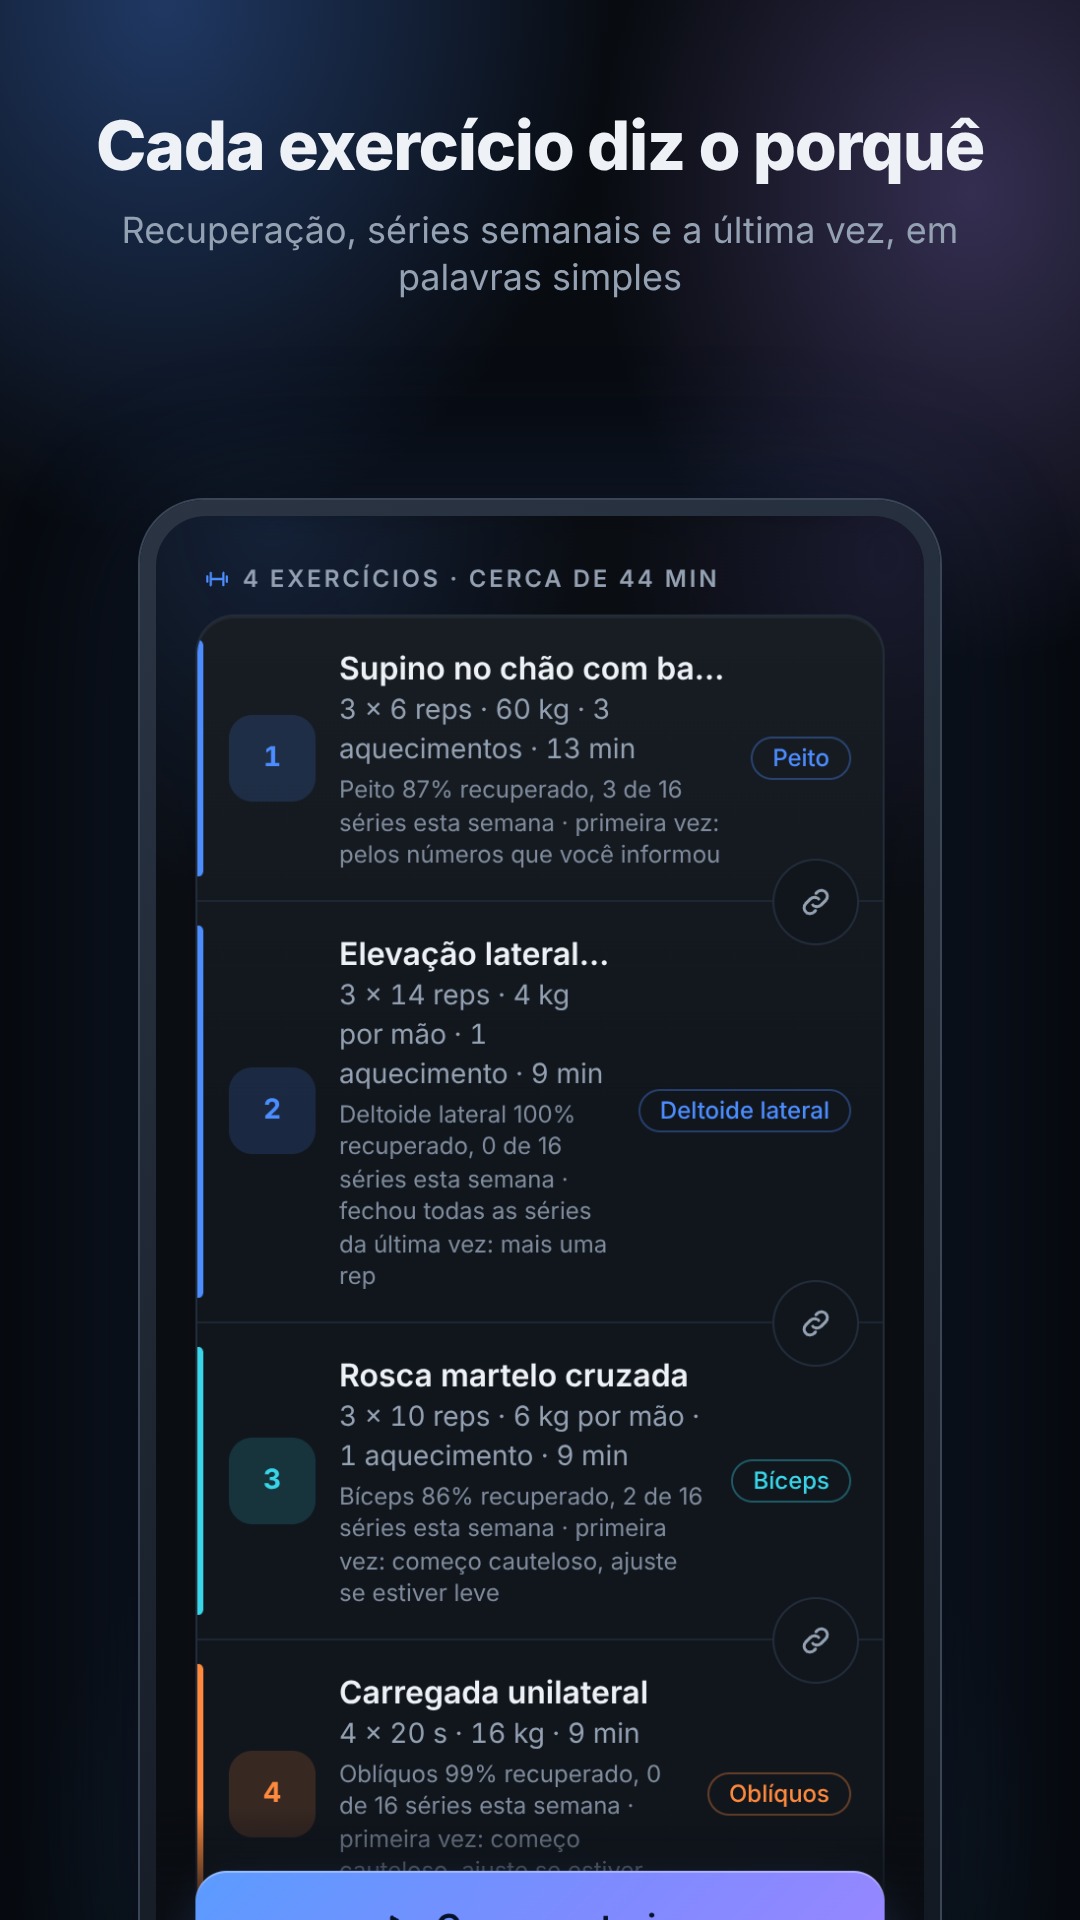 Cada exercício diz o porquê
Recuperação, séries semanais e a última vez, em
palavras simples
4 EXERCÍCIOS · CERCA DE 44 MIN
Supino no chão com ba...
3 × 6 reps · 60 kg · 3
aquecimentos · 13 min
Peito 87% recuperado, 3 de 16
séries esta semana · primeira vez:
pelos números que você informou
1
Peito
Elevação lateral...
3 × 14 reps · 4 kg
por mão · 1
aquecimento · 9 min
Deltoide lateral 100%
recuperado, 0 de 16
séries esta semana ·
fechou todas as séries
da última vez: mais uma
rep
2
Deltoide lateral
Rosca martelo cruzada
3 × 10 reps · 6 kg por mão ·
1 aquecimento · 9 min
Bíceps 86% recuperado, 2 de 16
séries esta semana · primeira
vez: começo cauteloso, ajuste
se estiver leve
3
Bíceps
Carregada unilateral
4 × 20 s · 16 kg · 9 min
Oblíquos 99% recuperado, 0
de 16 séries esta semana ·
primeira vez: começo
cauteloso, ajuste se estiver
4
Oblíquos